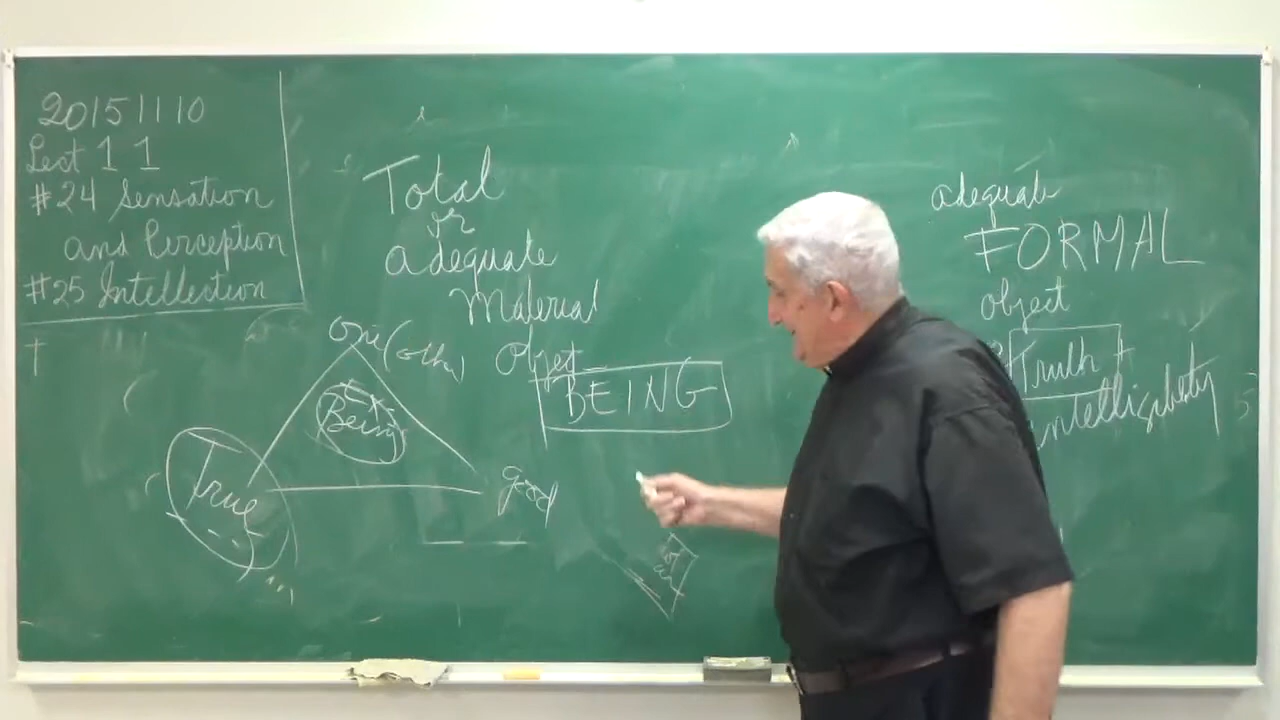 20151110
Lect 11
#24 Sensation
and Perception
#25 Intellection
Total
or
adequate
Material
Object
BEING
One (other)
Being
True
good
adequate
FORMAL
object
Truth +
intelligibility